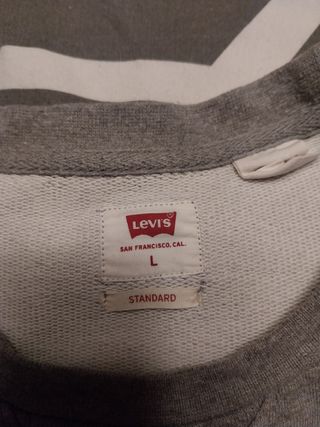 Levi's
SAN FRANCISCO, CAL.
L
STANDARD